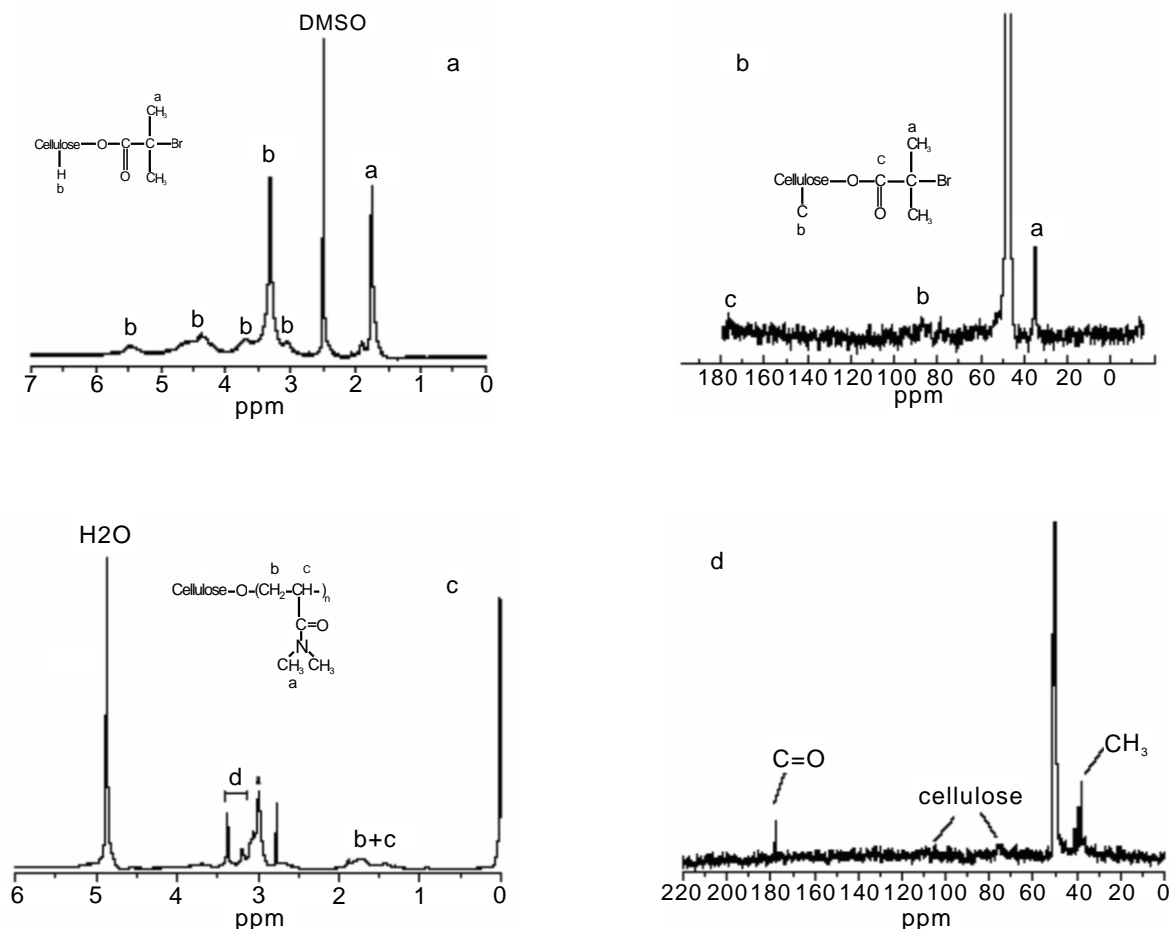 DMSO
a
a
CH₃
Cellulose-O-C-C-Br
H
O
CH₃
b
b
a
b
b
b
b
7 6 5 4 3 2 1 0
ppm
b
a
CH₃
c
Cellulose-O-C-C-Br
C
O
CH₃
b
a
c
b
180 160 140 120 100 80 60 40 20 0
ppm
H2O
c
b c
Cellulose-O-(CH₂-CH-)n
C=O
N
CH₃ CH₃
a
d
b+c
6 5 4 3 2 1 0
ppm
d
C=O
CH₃
cellulose
220 200 180 160 140 120 100 80 60 40 20 0
ppm